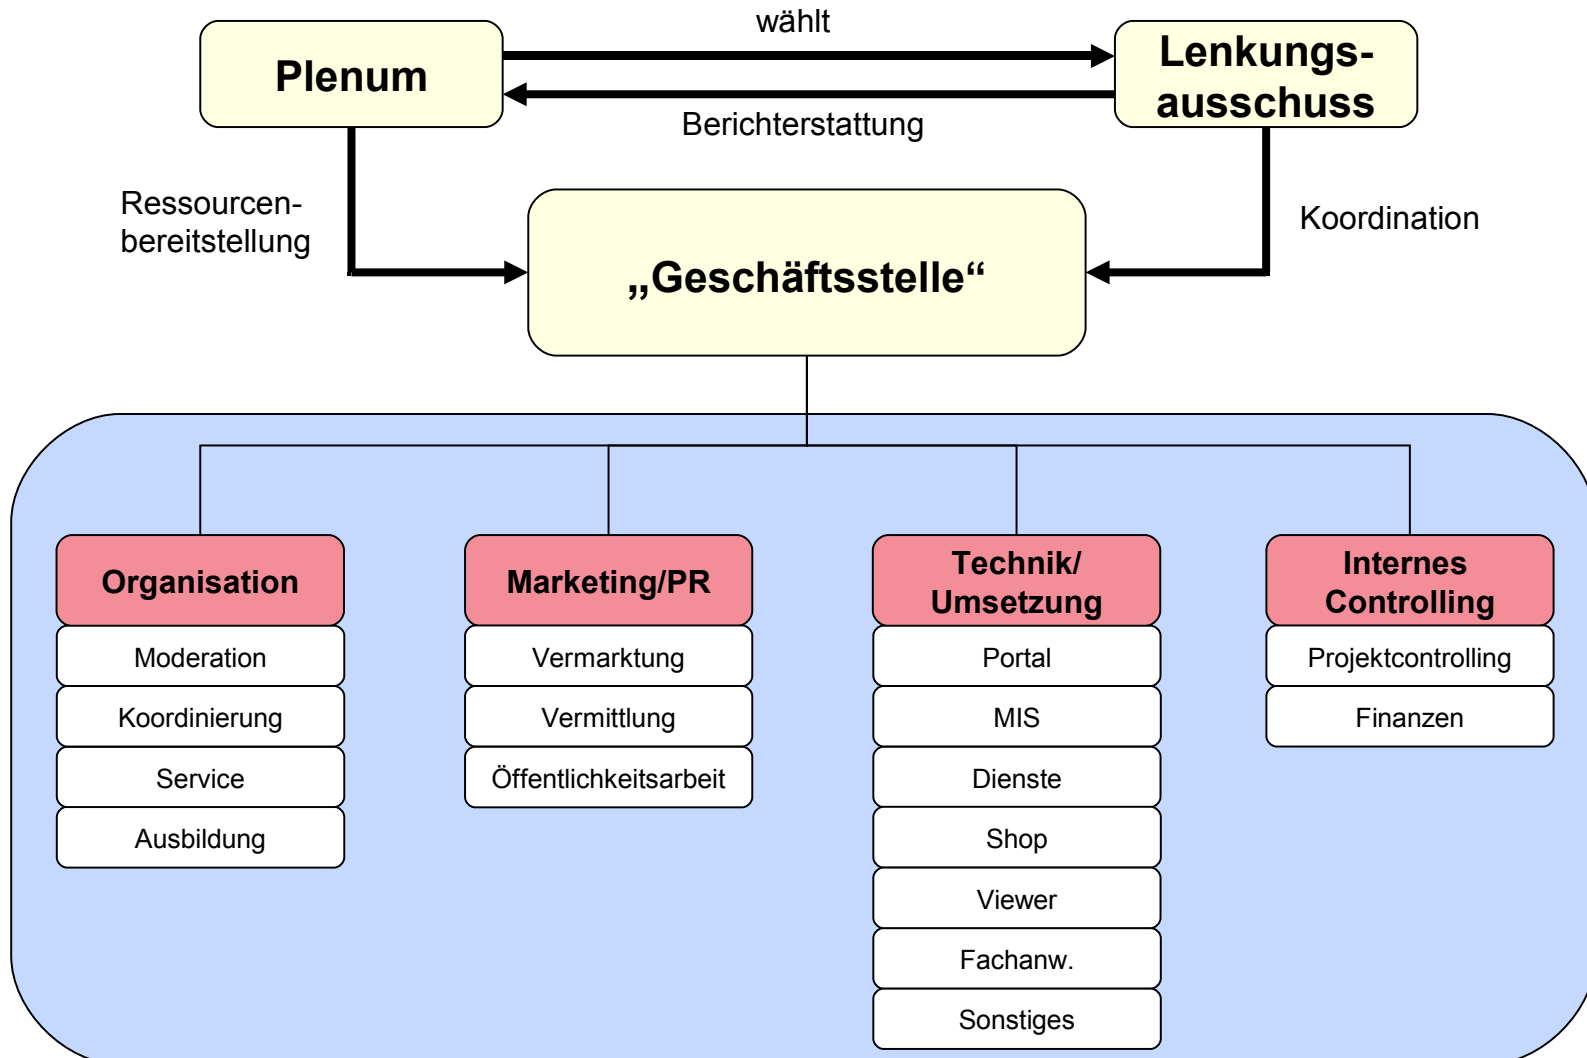 wählt
Plenum
Lenkungs-
ausschuss
Berichterstattung
Ressourcen-
bereitstellung
Koordination
„Geschäftsstelle“
Organisation
Moderation
Koordinierung
Service
Ausbildung
Marketing/PR
Vermarktung
Vermittlung
Öffentlichkeitsarbeit
Technik/
Umsetzung
Portal
MIS
Dienste
Shop
Viewer
Fachanw.
Sonstiges
Internes
Controlling
Projektcontrolling
Finanzen